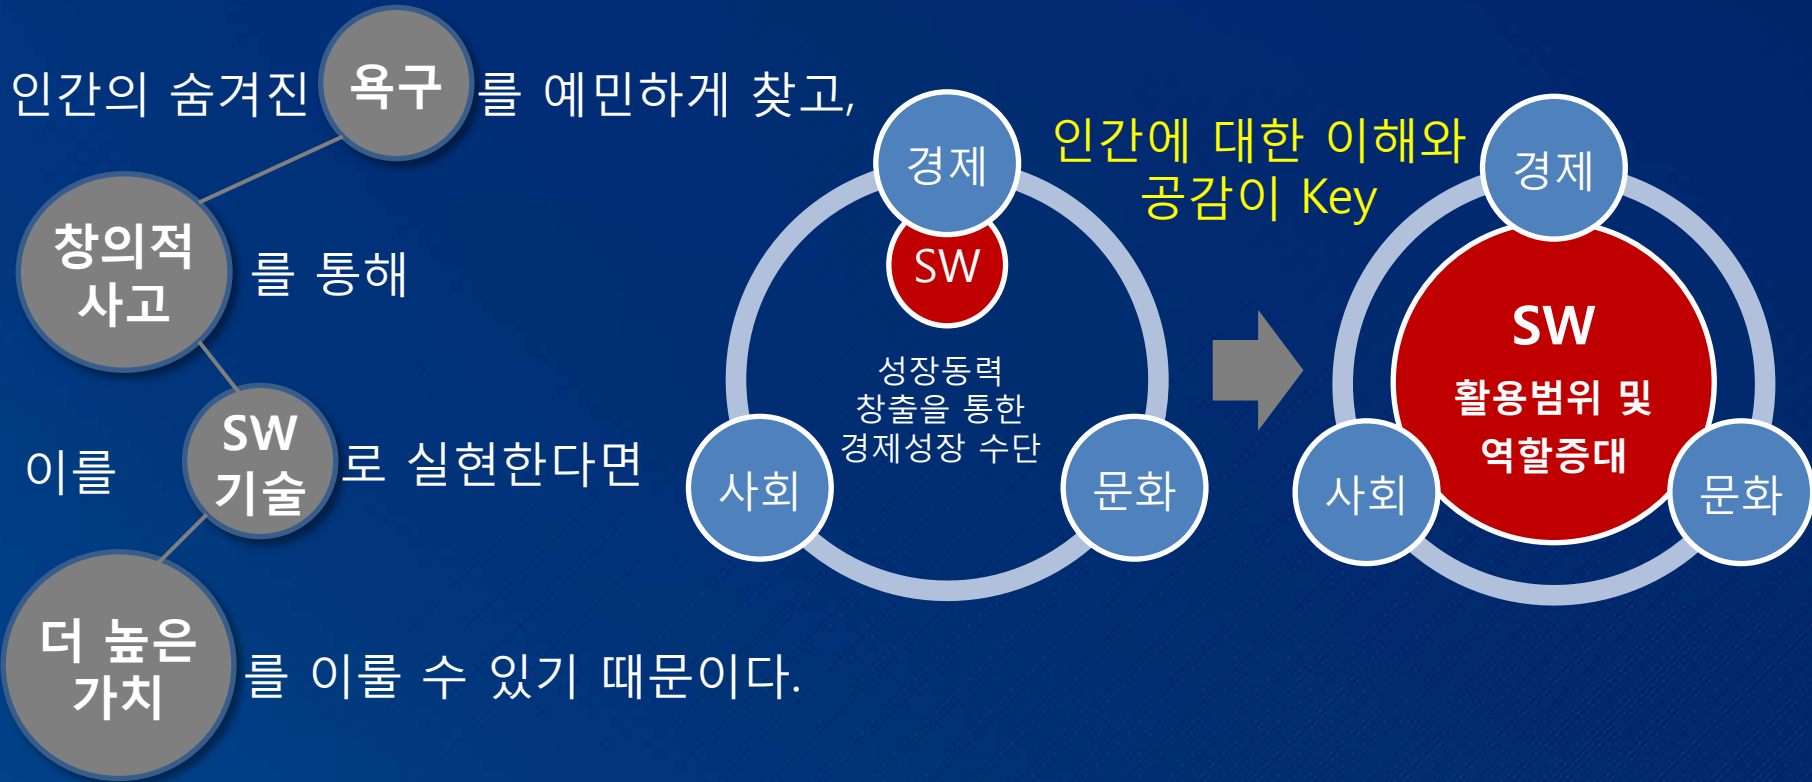 인간의 숨겨진 욕구 를 예민하게 찾고,
창의적
사고
를 통해
이를 SW
기술
로 실현한다면
더 높은
가치
를 이룰 수 있기 때문이다.
경제
SW
성장동력
창출을 통한
경제성장 수단
사회
문화
인간에 대한 이해와
공감이 Key
경제
SW
활용범위 및
역할증대
사회
문화